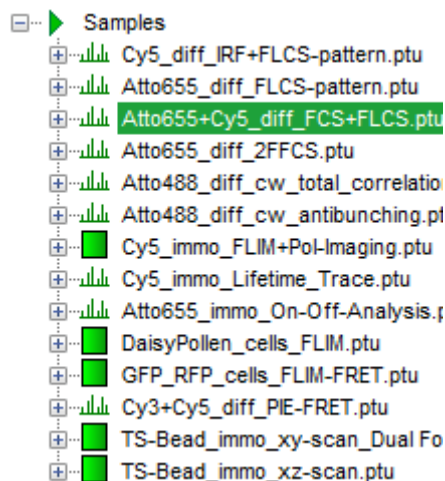 Samples
Cy5_diff_IRF+FLCS-pattern.ptu
Atto655_diff_FLCS-pattern.ptu
Atto655+Cy5_diff_FCS+FLCS.ptu
Atto655_diff_2FFCS.ptu
Atto488_diff_cw_total_correlation
Atto488_diff_cw_antibunching.pt
Cy5_immo_FLIM+Pol-Imaging.ptu
Cy5_immo_Lifetime_Trace.ptu
Atto655_immo_On-Off-Analysis.p
DaisyPollen_cells_FLIM.ptu
GFP_RFP_cells_FLIM-FRET.ptu
Cy3+Cy5_diff_PIE-FRET.ptu
TS-Bead_immo_xy-scan_Dual Fo
TS-Bead_immo_xz-scan.ptu